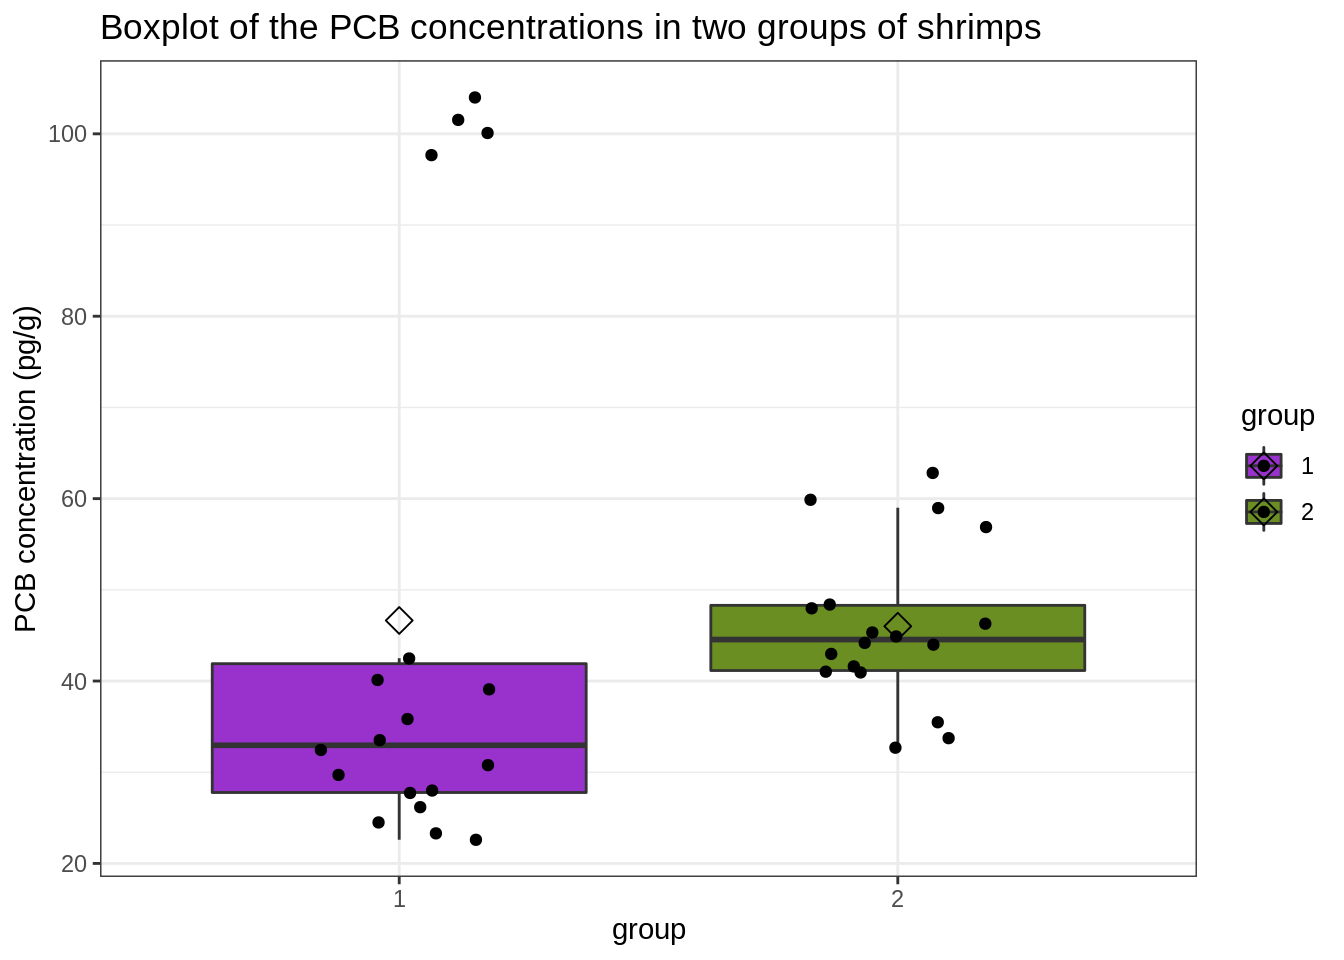 Boxplot of the PCB concentrations in two groups of shrimps
PCB concentration (pg/g)
100
80
60
40
20
1
2
group
group
1
2